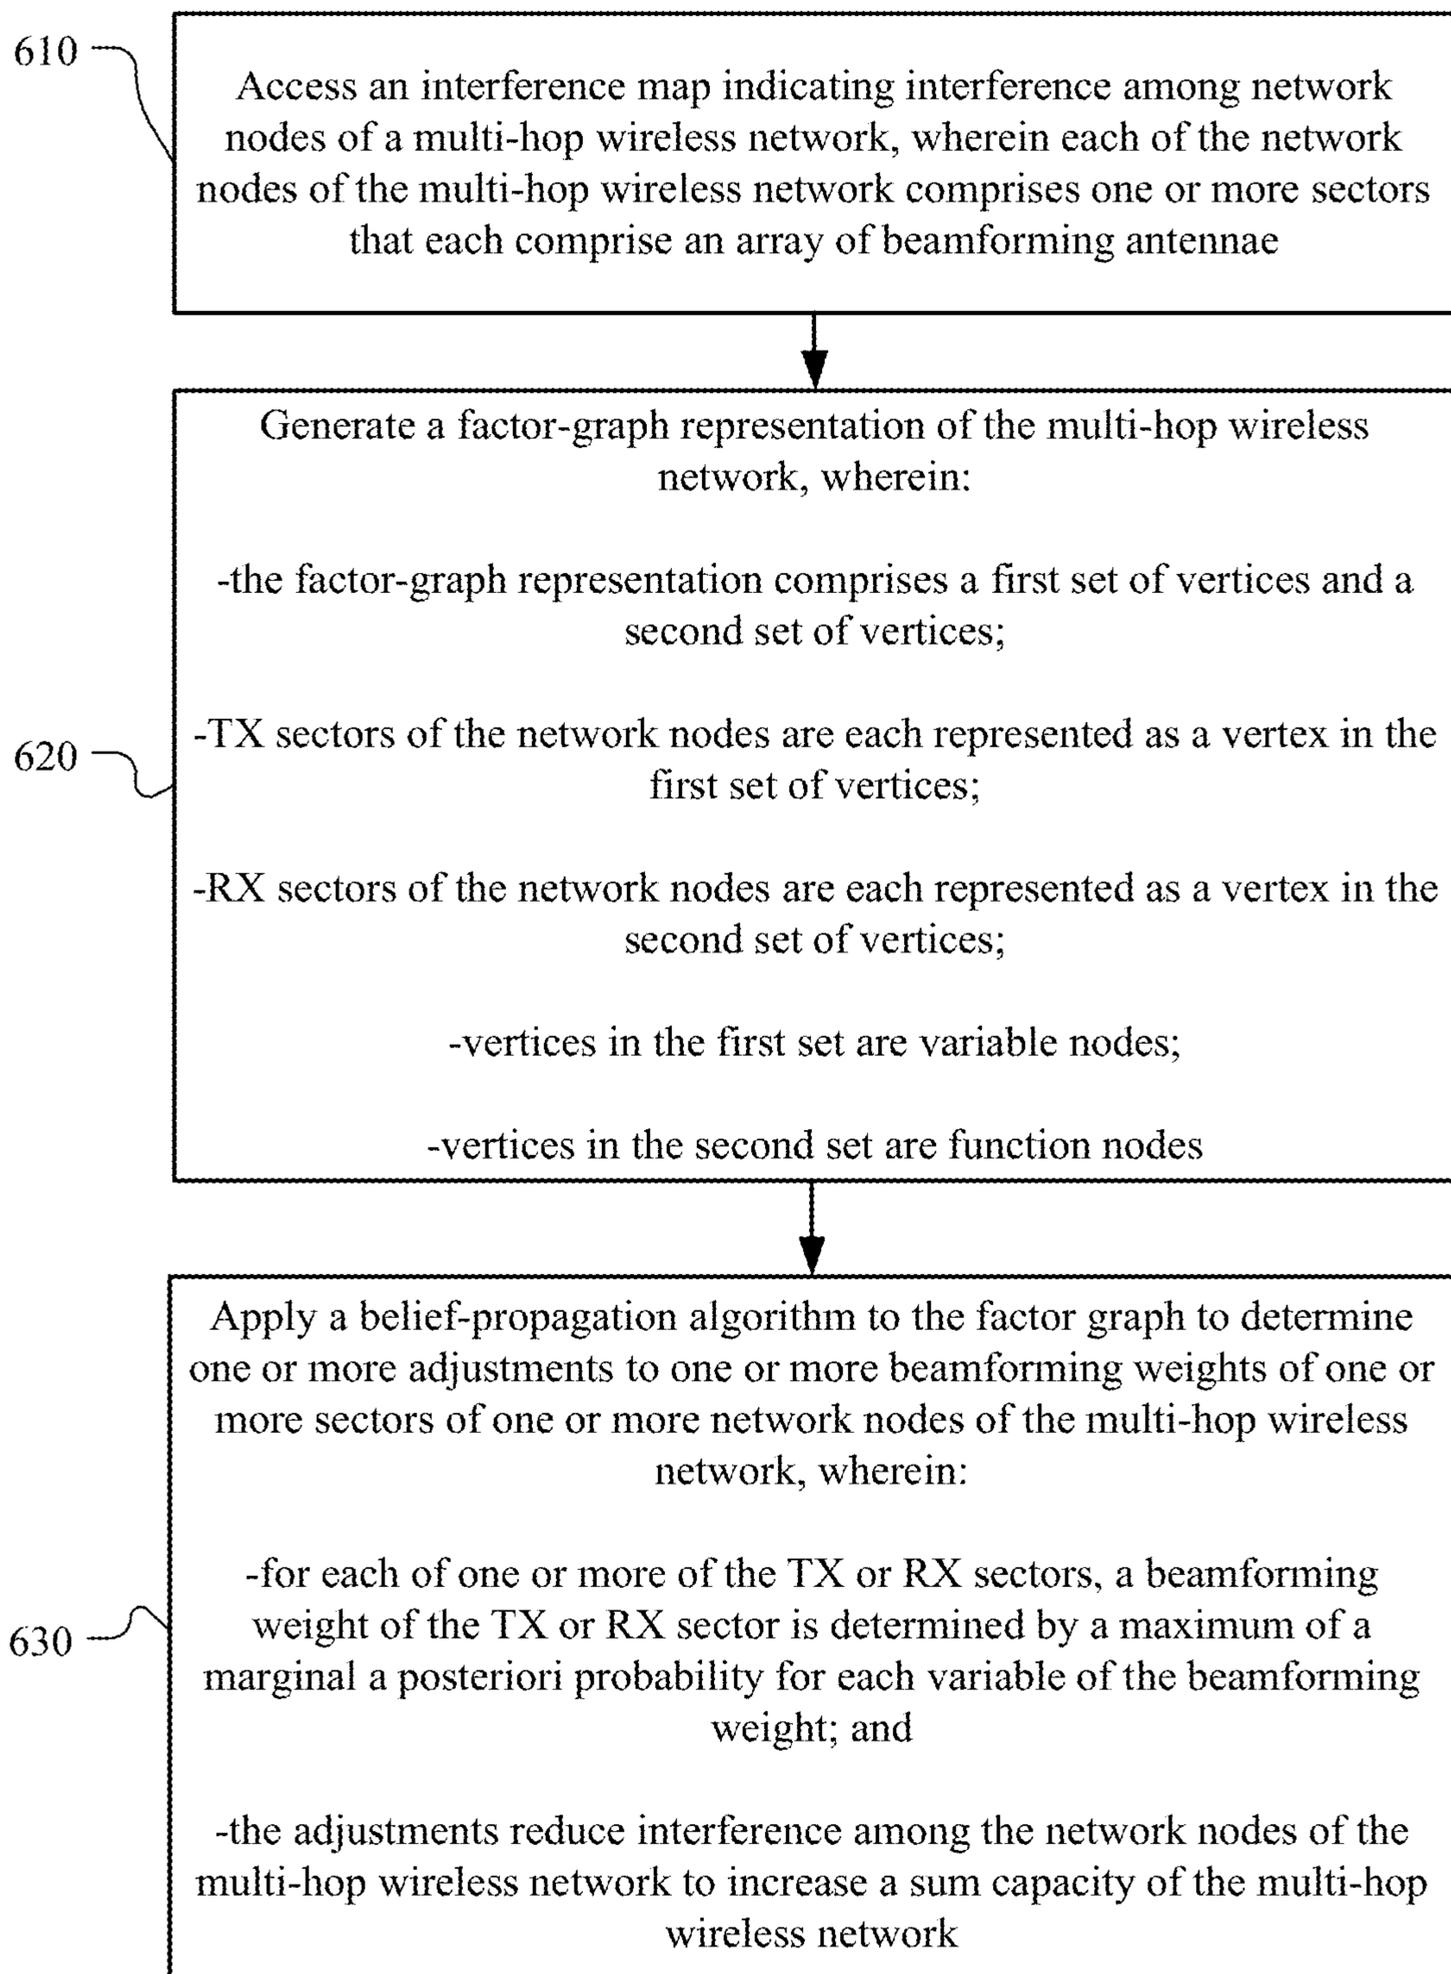 610
Access an interference map indicating interference among network
nodes of a multi-hop wireless network, wherein each of the network
nodes of the multi-hop wireless network comprises one or more sectors
that each comprise an array of beamforming antennae
Generate a factor-graph representation of the multi-hop wireless
network, wherein:
-the factor-graph representation comprises a first set of vertices and a
second set of vertices;
620
-TX sectors of the network nodes are each represented as a vertex in the
first set of vertices;
-RX sectors of the network nodes are each represented as a vertex in the
second set of vertices;
-vertices in the first set are variable nodes;
-vertices in the second set are function nodes
Apply a belief-propagation algorithm to the factor graph to determine
one or more adjustments to one or more beamforming weights of one or
more sectors of one or more network nodes of the multi-hop wireless
network, wherein:
630
-for each of one or more of the TX or RX sectors, a beamforming
weight of the TX or RX sector is determined by a maximum of a
marginal a posteriori probability for each variable of the beamforming
weight; and
-the adjustments reduce interference among the network nodes of the
multi-hop wireless network to increase a sum capacity of the multi-hop
wireless network